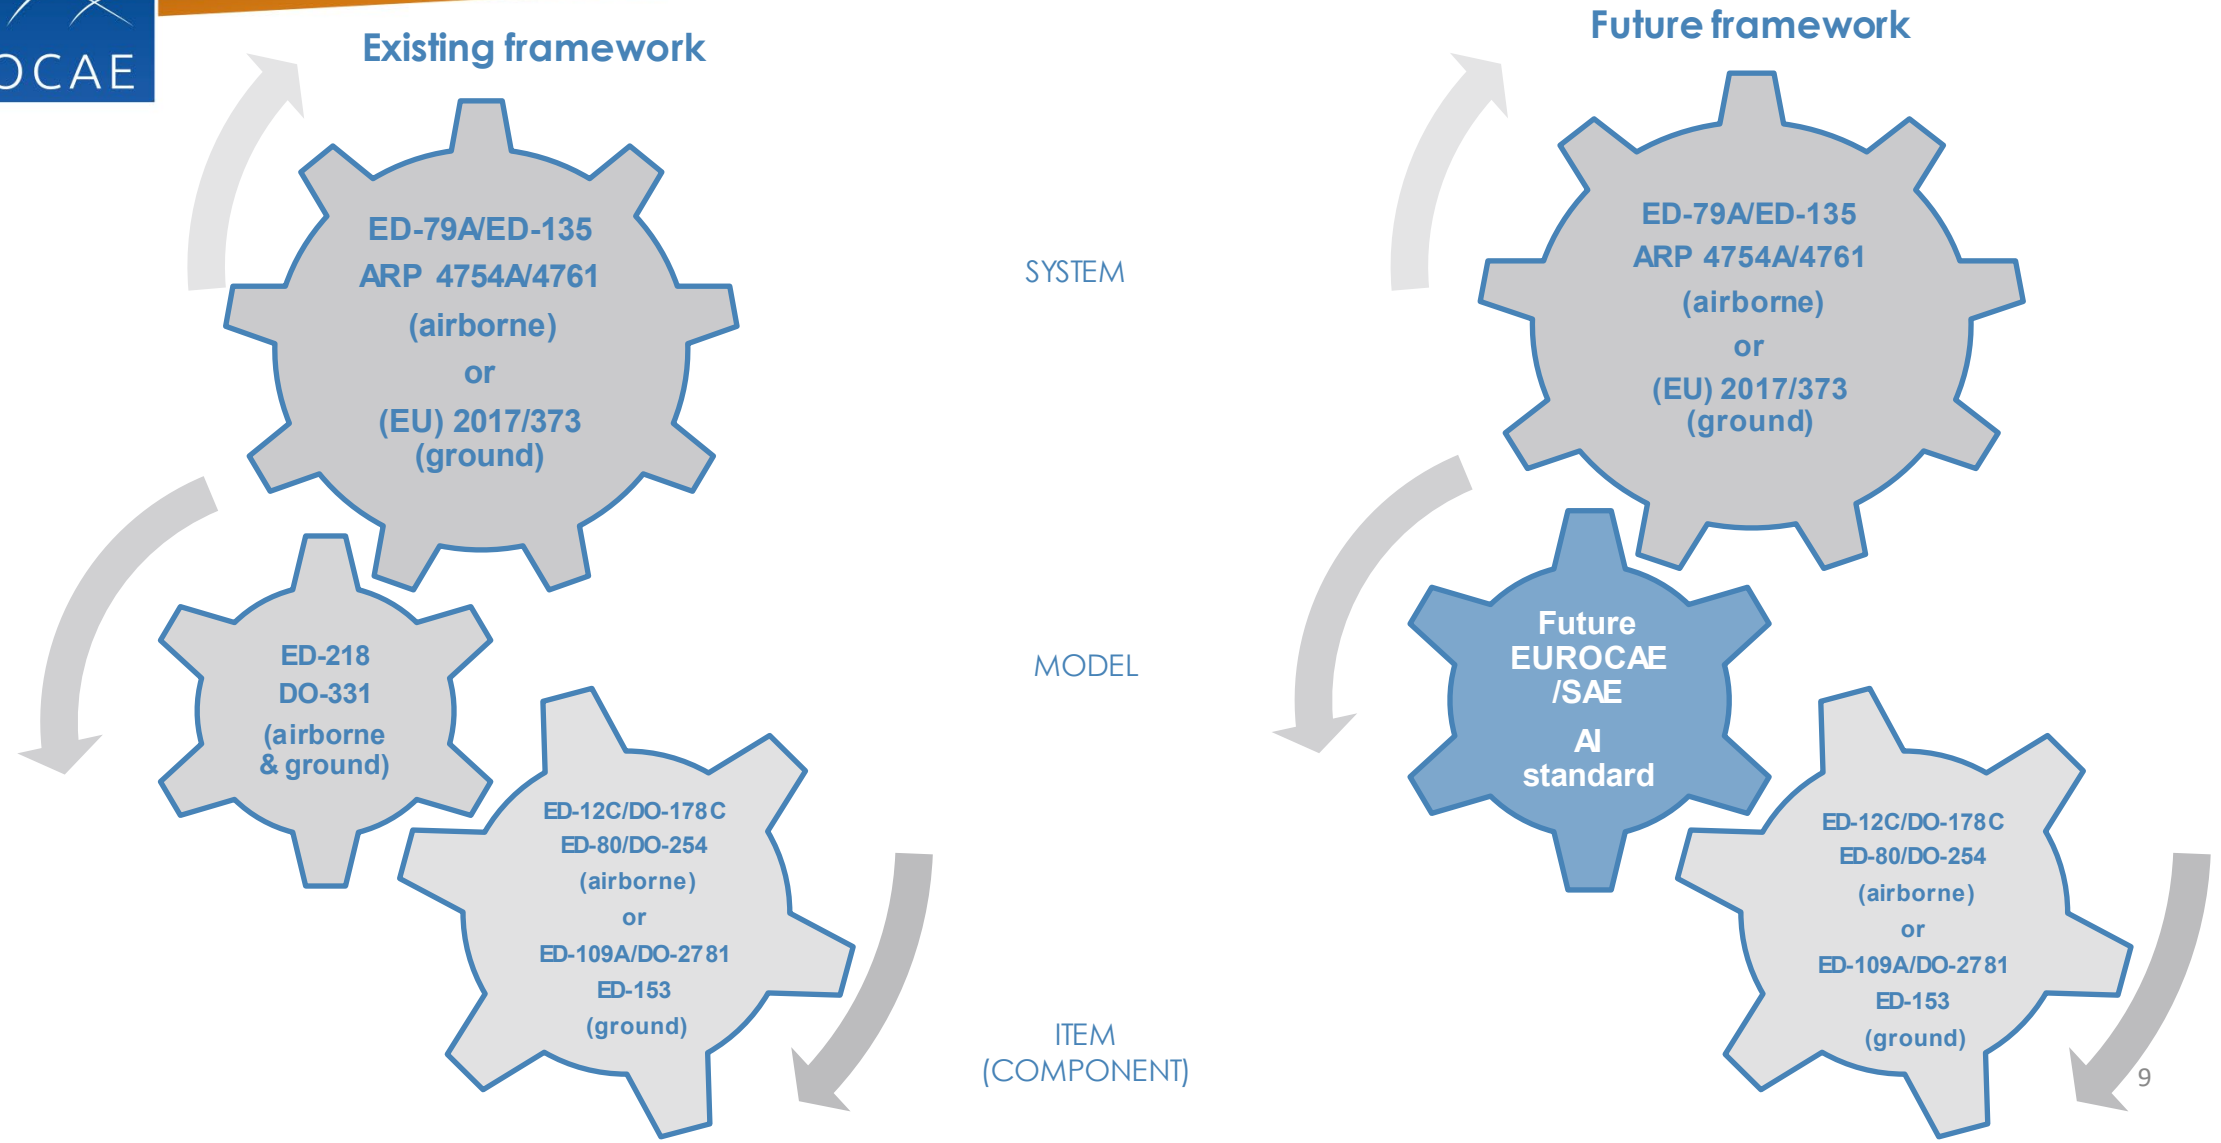 OCAE
Existing framework
ED-79A/ED-135
ARP 4754A/4761
(airborne)
or
(EU) 2017/373
(ground)
ED-218
DO-331
(airborne
& ground)
ED-12C/DO-178C
ED-80/DO-254
(airborne)
or
ED-109A/DO-2781
ED-153
(ground)
SYSTEM
MODEL
ITEM
(COMPONENT)
Future framework
ED-79A/ED-135
ARP 4754A/4761
(airborne)
or
(EU) 2017/373
(ground)
Future
EUROCAE
/SAE
AI
standard
ED-12C/DO-178C
ED-80/DO-254
(airborne)
or
ED-109A/DO-2781
ED-153
(ground)
9